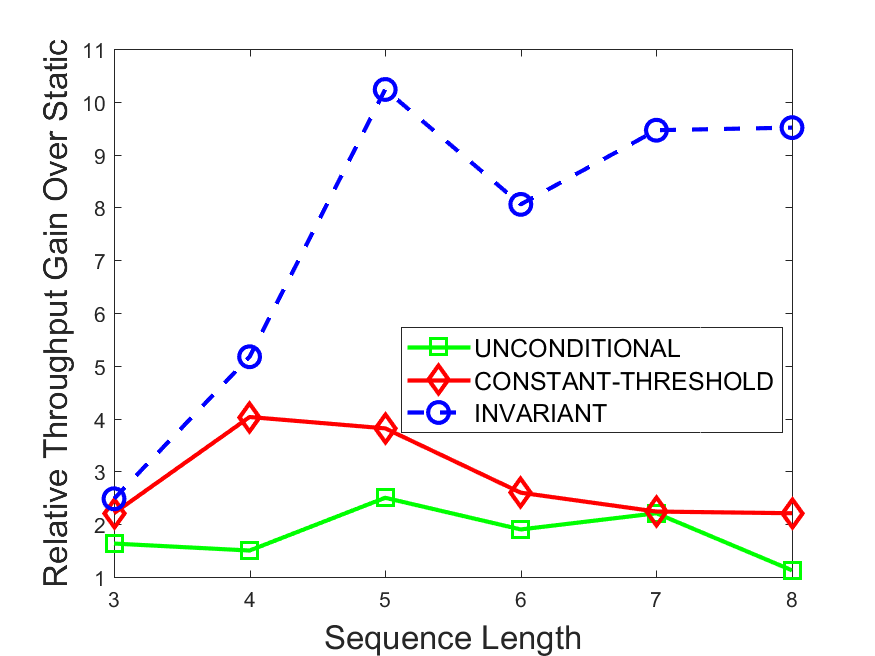 Relative Throughput Gain Over Static
11
10
9
8
7
6
5
4
3
2
1
UNCONDITIONAL
CONSTANT-THRESHOLD
INVARIANT
3 4 5 6 7 8
Sequence Length